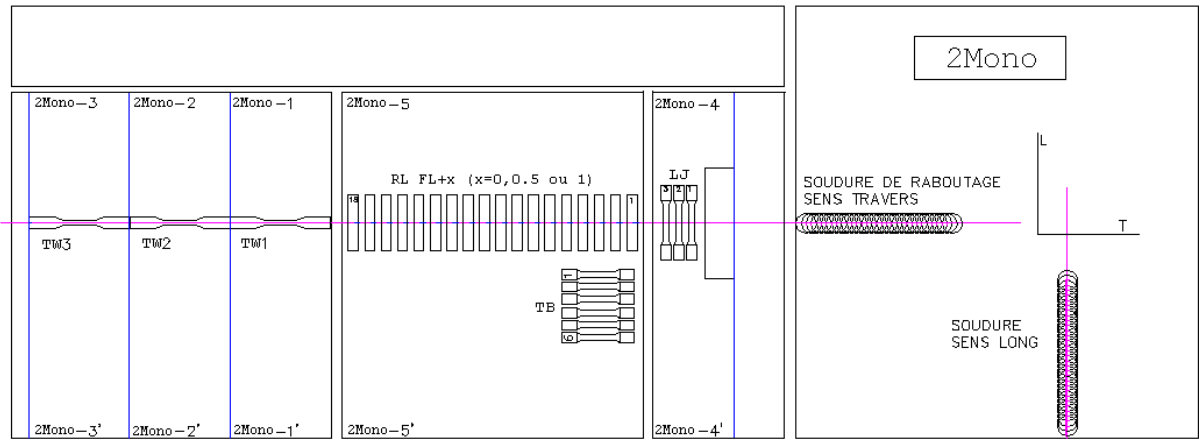 2Mono-3 2Mono-2 2Mono-1
2Mono-5
2Mono-4
2Mono
RL FL+x (x=0,0.5 ou 1)
18
1
LJ
3 2 1
TW3 TW2 TW1
TB
1
6
SOUDURE DE RABOUTAGE
SENS TRAVERS
L
T
SOUDURE
SENS LONG
2Mono-3' 2Mono-2' 2Mono-1'
2Mono-5'
2Mono-4'